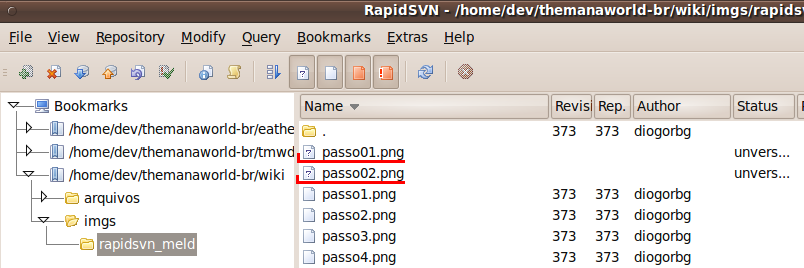 RapidSVN - /home/dev/themanaworld-br/wiki/imgs/rapidsv
File View Repository Modify Query Bookmarks Extras Help
Bookmarks
/home/dev/themanaworld-br/eathe
/home/dev/themanaworld-br/tmwd
/home/dev/themanaworld-br/wiki
arquivos
imgs
rapidsvn_meld
Name Revisi Rep. Author Status
. 373 373 diogorbg
passo01.png unvers...
passo02.png unvers...
passo1.png 373 373 diogorbg
passo2.png 373 373 diogorbg
passo3.png 373 373 diogorbg
passo4.png 373 373 diogorbg